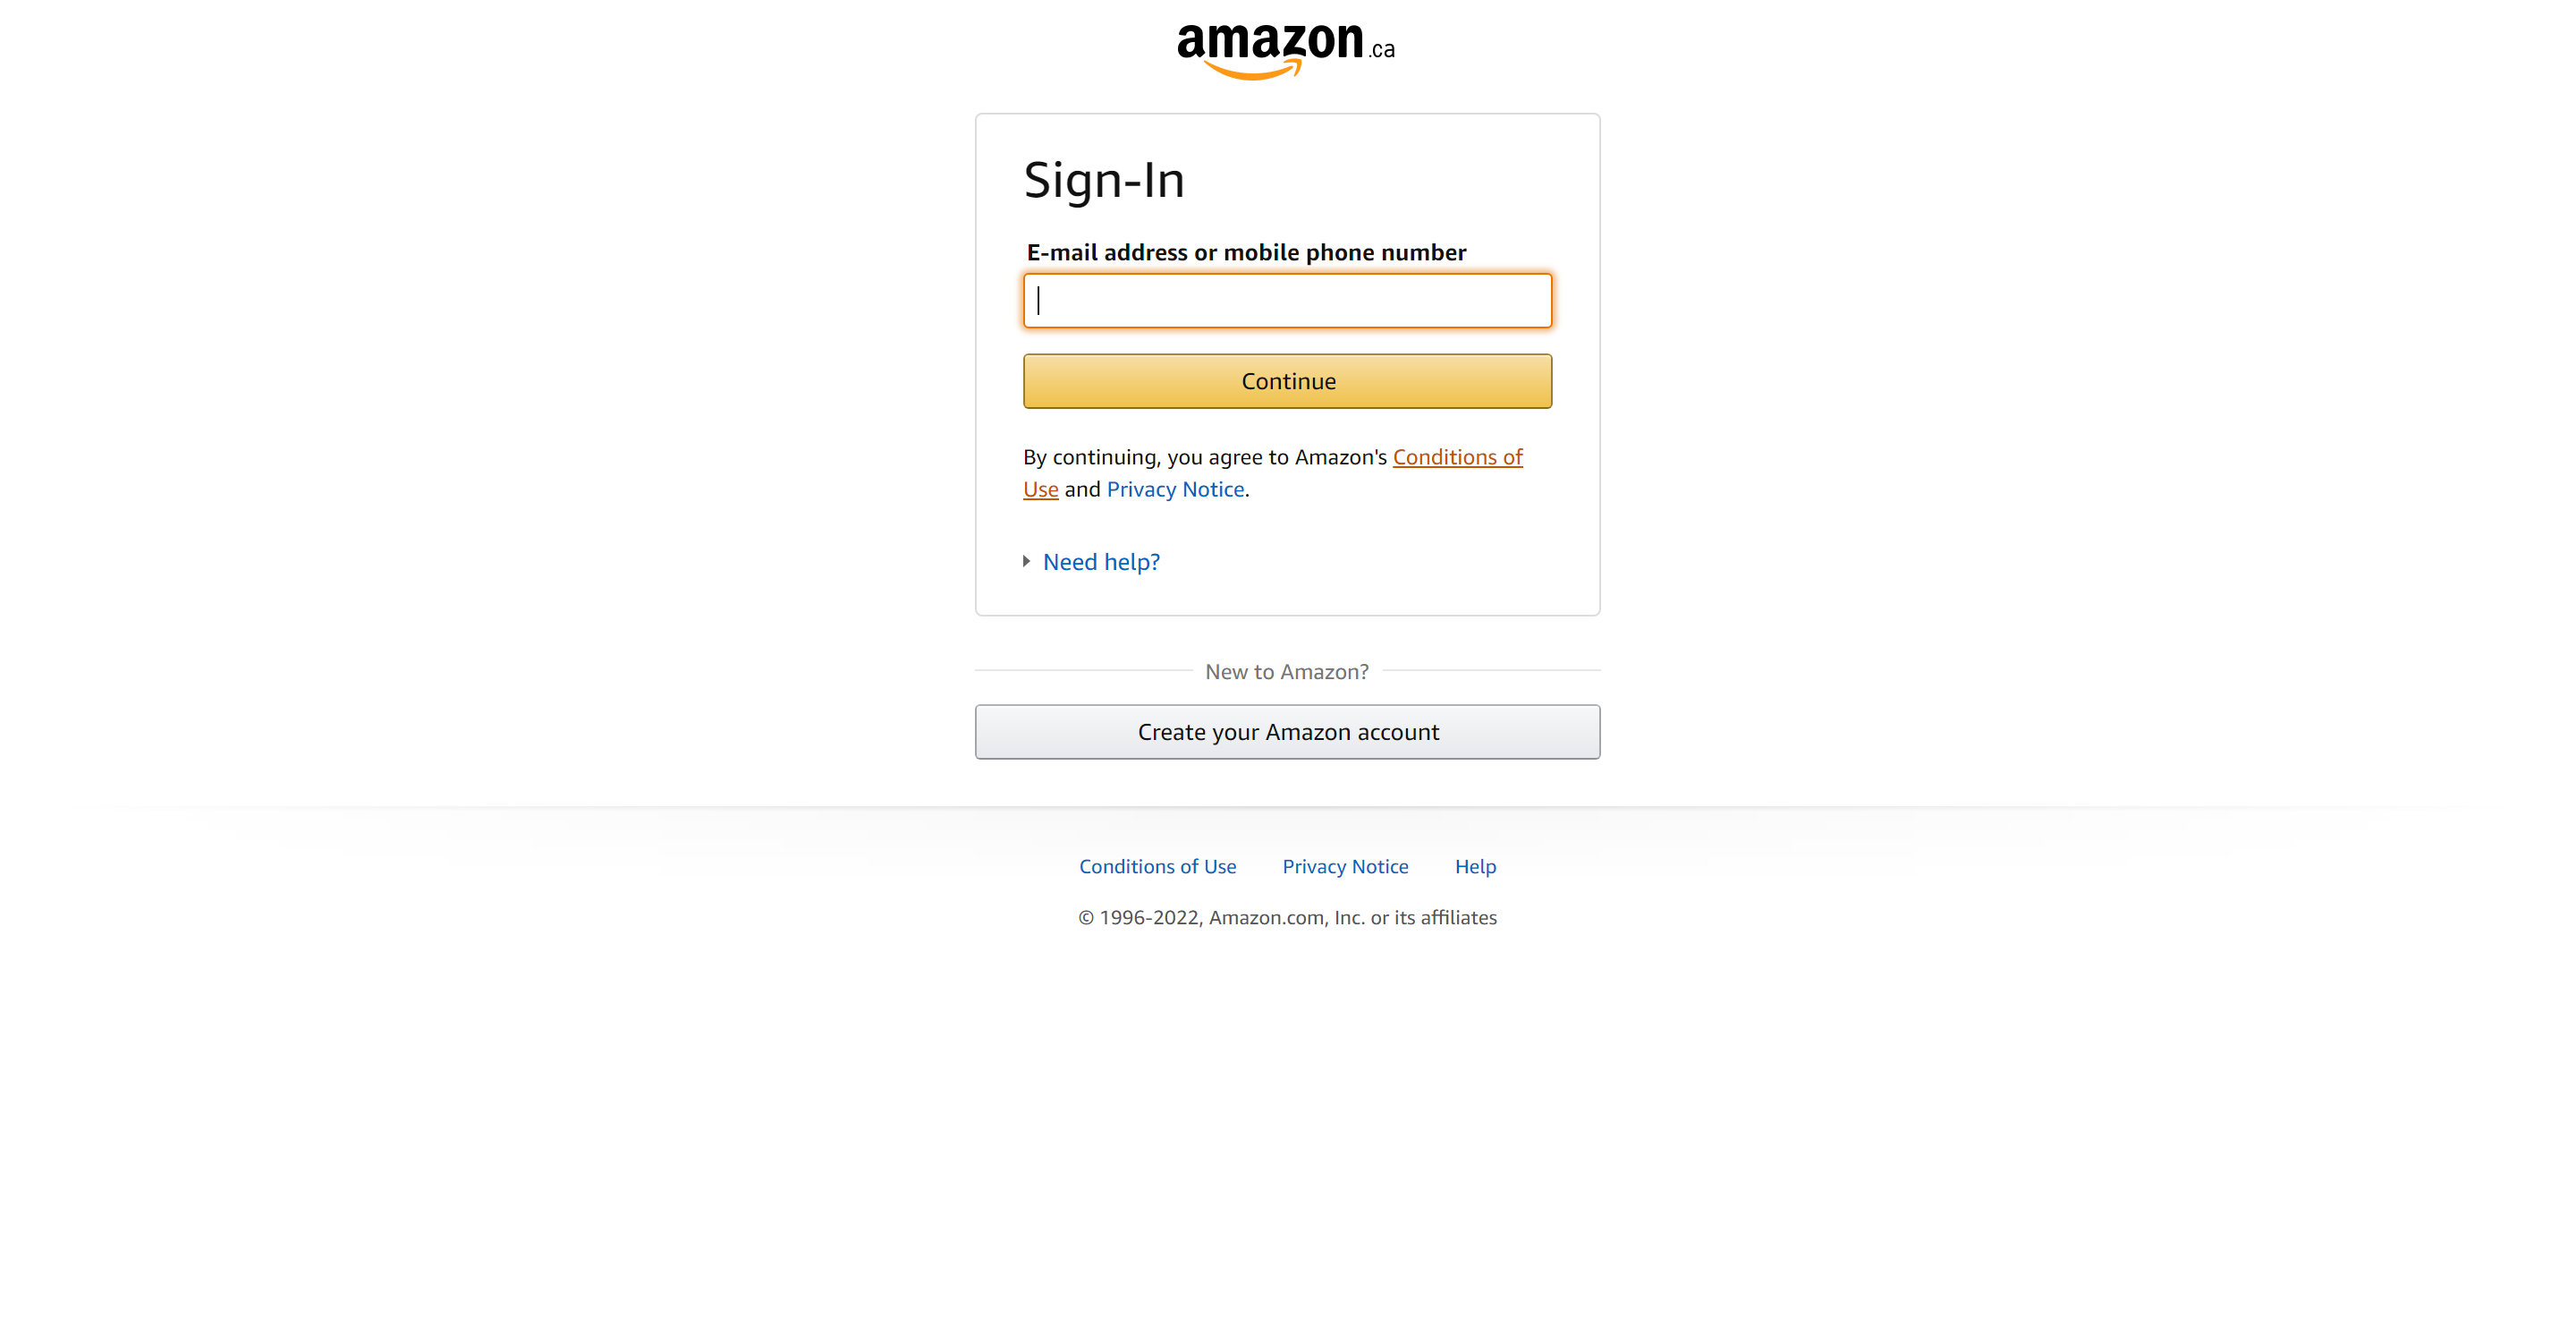 amazon.ca
Sign-In
E-mail address or mobile phone number
Continue
By continuing, you agree to Amazon's Conditions of
Use and Privacy Notice.
Need help?
New to Amazon?
Create your Amazon account
Conditions of Use Privacy Notice Help
© 1996-2022, Amazon.com, Inc. or its affiliates